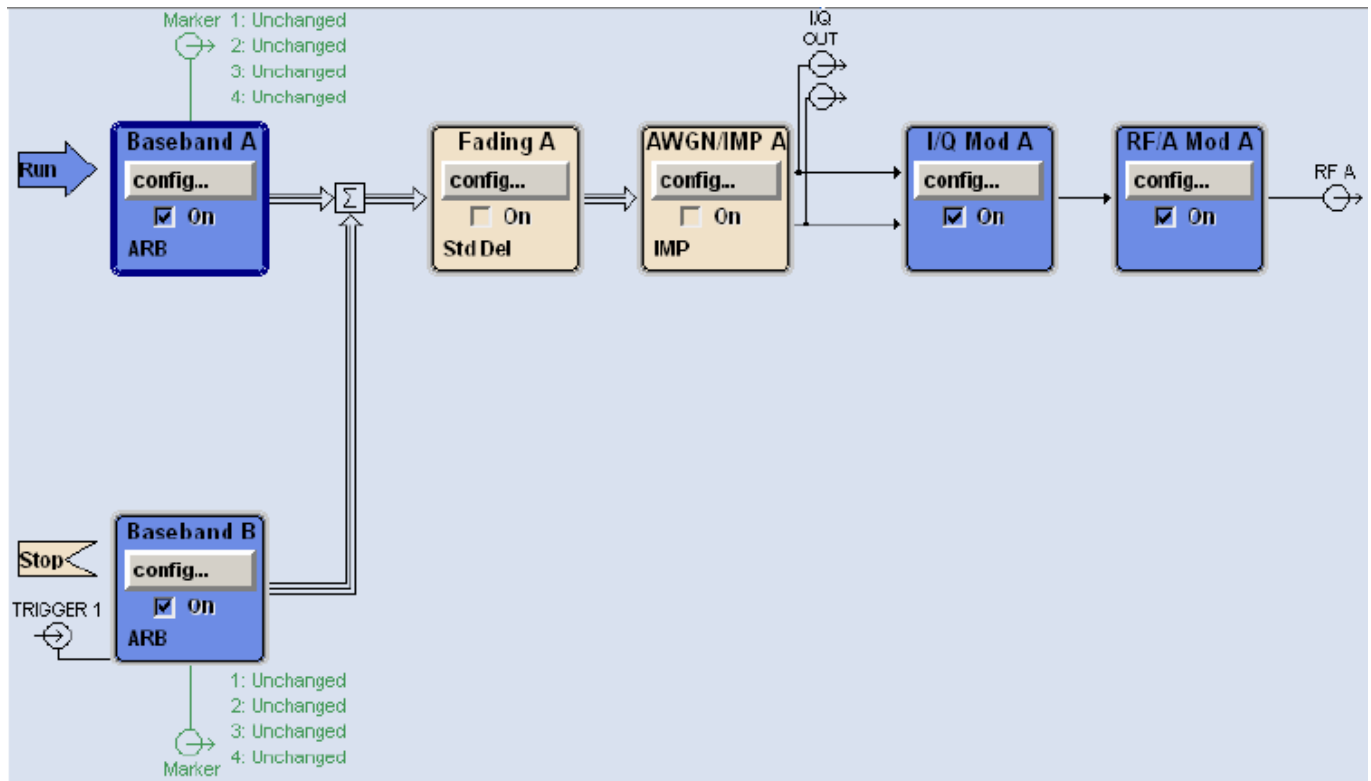 Marker 1: Unchanged
2: Unchanged
3: Unchanged
4: Unchanged
I/Q
OUT
Run
Baseband A
config...
On
ARB
Σ
Fading A
config...
On
Std Del
AWGN/IMP A
config...
On
IMP
I/Q Mod A
config...
On
RF/A Mod A
config...
On
RF A
Stop
TRIGGER 1
Baseband B
config...
On
ARB
1: Unchanged
2: Unchanged
3: Unchanged
4: Unchanged
Marker